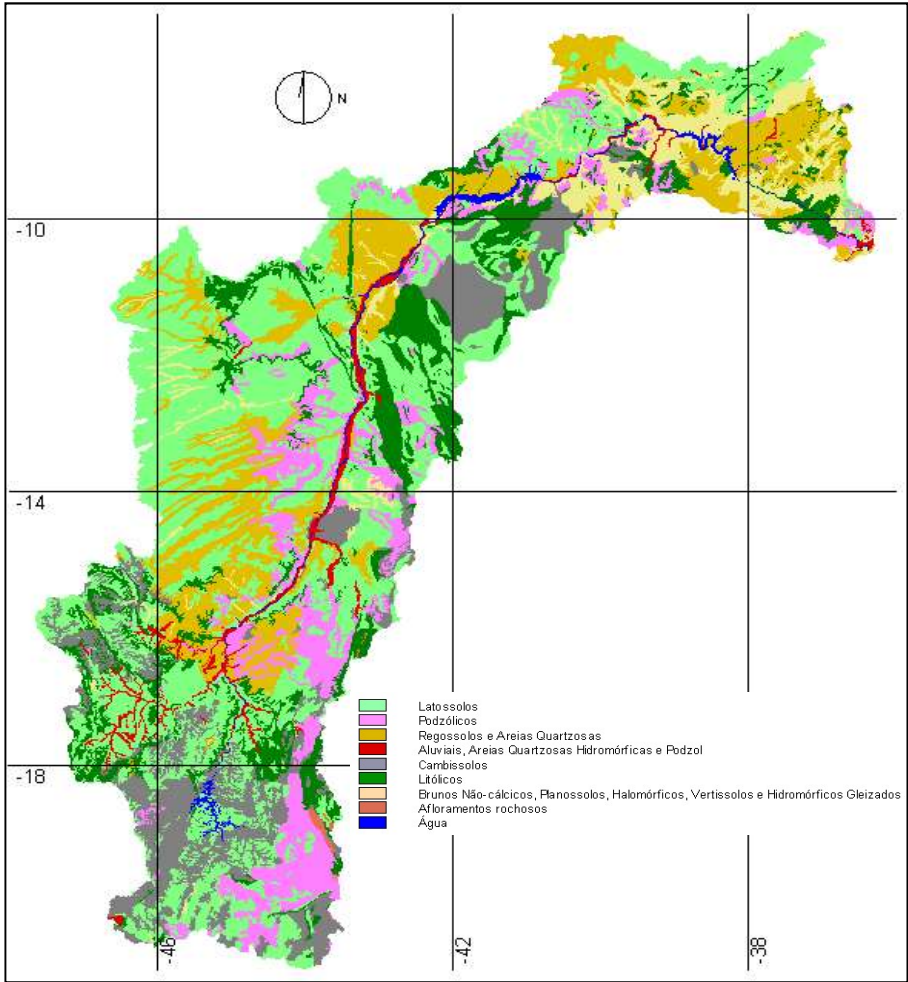 N
-10
-14
-18
Latossolos
Podzólicos
Regossolos e Areias Quartzosas
Aluviais, Areias Quartzosas Hidromórficas e Podzol
Cambissolos
Litólicos
Brunos Não-cálcicos, Planossolos, Halomórficos, Vertissolos e Hidromórficos Gleizados
Afloramentos rochosos
Água
-46
-42
-38